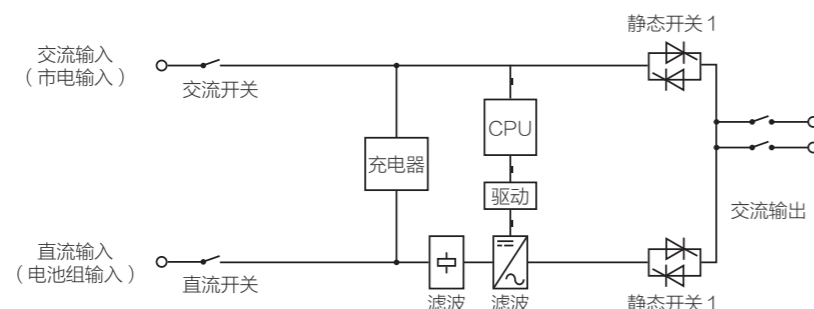 静态开关 1
交流输入
（市电输入）
交流开关
CPU
充电器
驱动
交流输出
直流输入
（电池组输入）
直流开关
滤波
滤波
静态开关 1